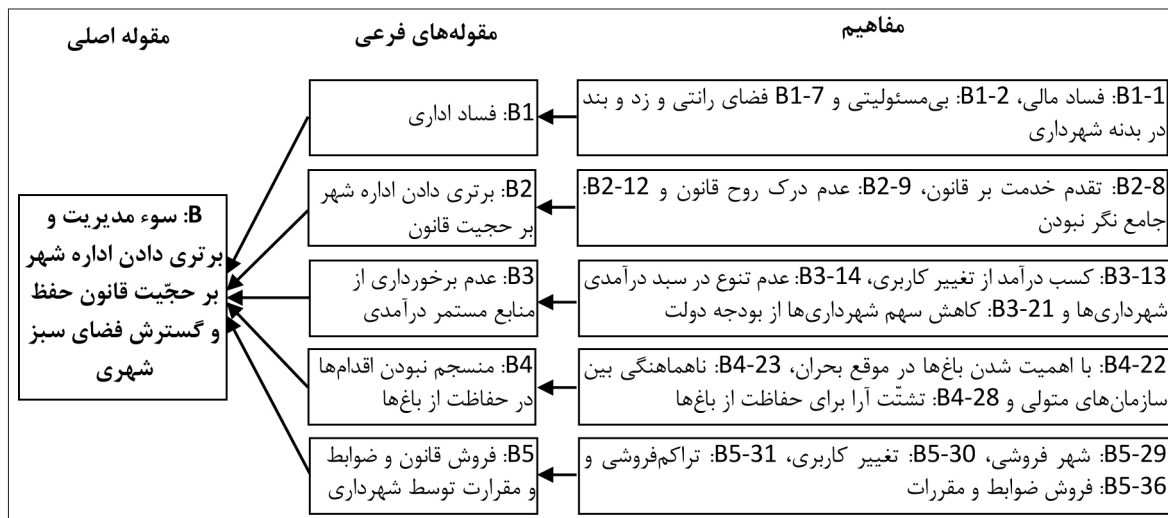 مفاهیم
مقوله‌های فرعی
مقوله اصلی
B1-1: فساد مالی، B1-2: بی‌مسئولیتی و B1-7 فضای رانتی و زد و بند
در بدنه شهرداری
B1: فساد اداری
B2-8: تقدم خدمت بر قانون، B2-9: عدم درک روح قانون و B2-12:
جامع نگر نبودن
B2: برتری دادن اداره شهر
بر حجیت قانون
B3-13: کسب درآمد از تغییر کاربری، B3-14: عدم تنوع در سبد درآمدی
شهرداری‌ها و B3-21: کاهش سهم شهرداری‌ها از بودجه دولت
B3: عدم برخورداری از
منابع مستمر درآمدی
B4-22: با اهمیت شدن باغ‌ها در موقع بحران، B4-23: ناهماهنگی بین
سازمان‌های متولی و B4-28: تشتّت آرا برای حفاظت از باغ‌ها
B4: منسجم نبودن اقدام‌ها
در حفاظت از باغ‌ها
B5-29: شهر فروشی، B5-30: تغییر کاربری، B5-31: تراکم‌فروشی و
B5-36: فروش ضوابط و مقررات
B5: فروش قانون و ضوابط
و مقرارت توسط شهرداری
B: سوء مدیریت و
برتری دادن اداره شهر
بر حجّیت قانون حفظ
و گسترش فضای سبز
شهری